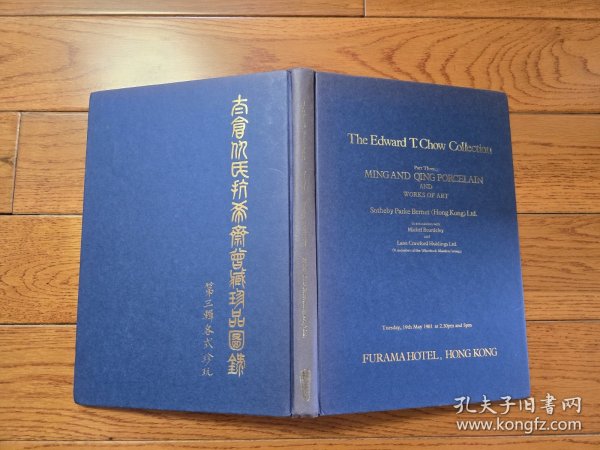 太倉仇氏抗希齋曾藏珍品圖錄
第三輯各式珍玩
The Edward T. Chow Collection
Part Three
MING AND QING PORCELAIN
AND
WORKS OF ART
Sotheby Parke Bernet (Hong Kong) Ltd.
in association with
Michel Beurdeley
and
Lane Crawford Holdings Ltd.
Tuesday, 19th May 1981 at 2.30pm and 5pm
FURAMA HOTEL, HONG KONG
孔夫子旧书网
www.kongfz.com